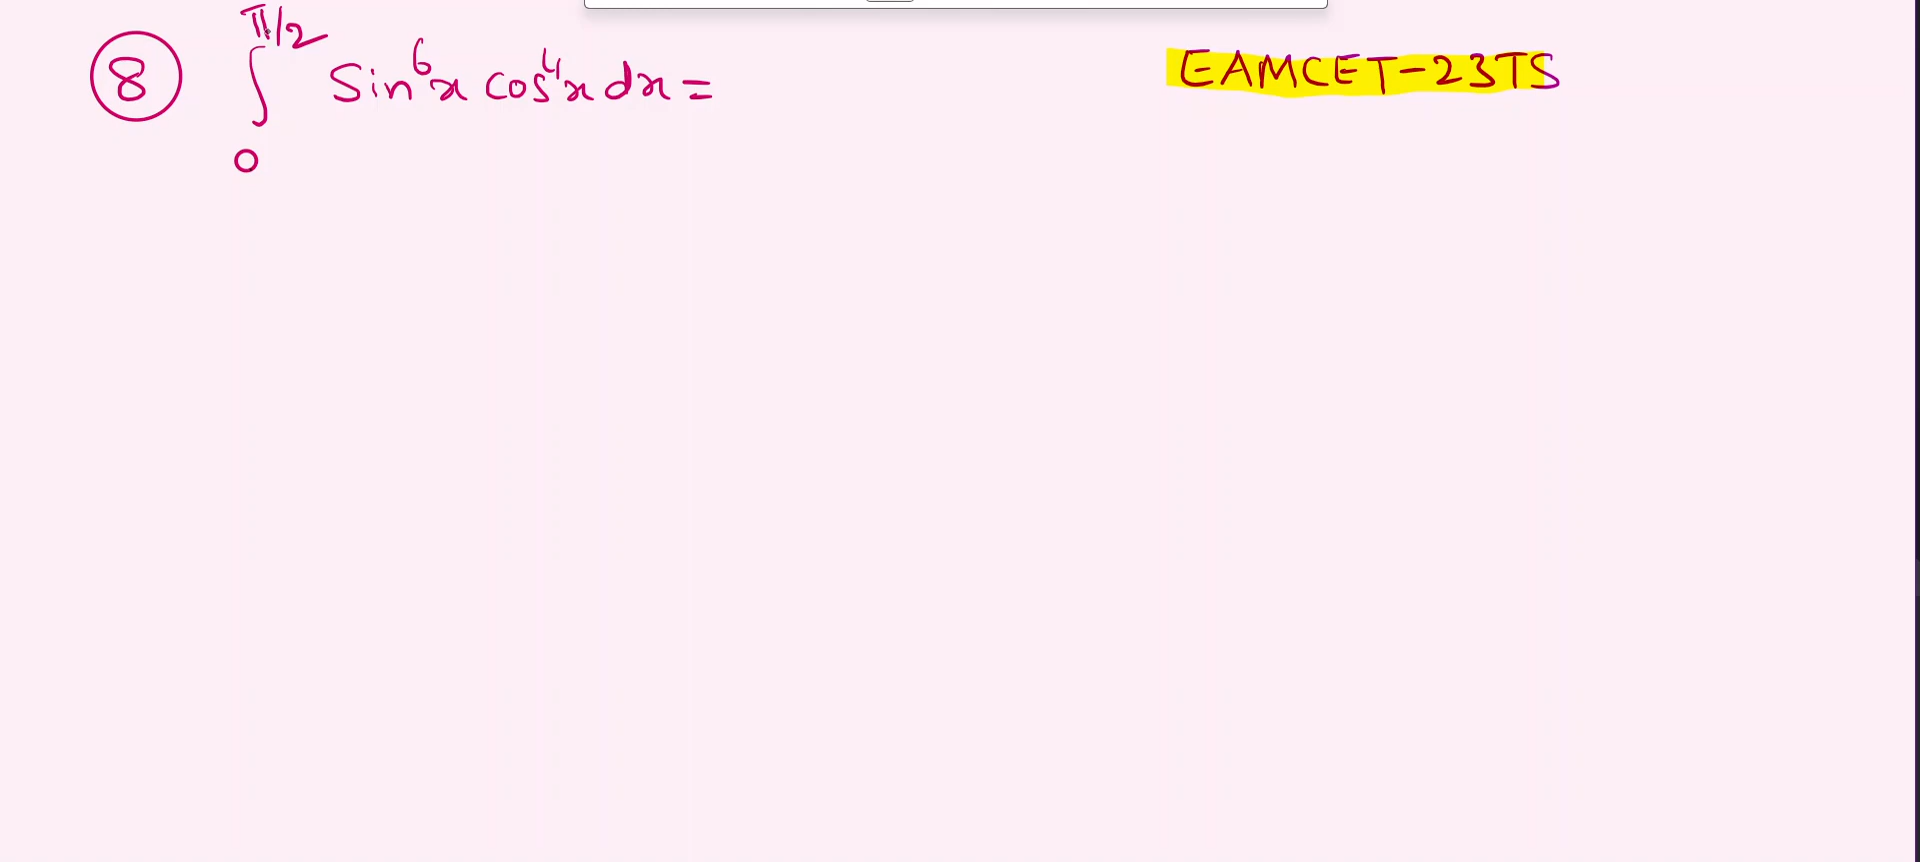 ⑧ ∫₀^{π/2} Sin⁶x cos⁴x dx =
EAMCET-23TS